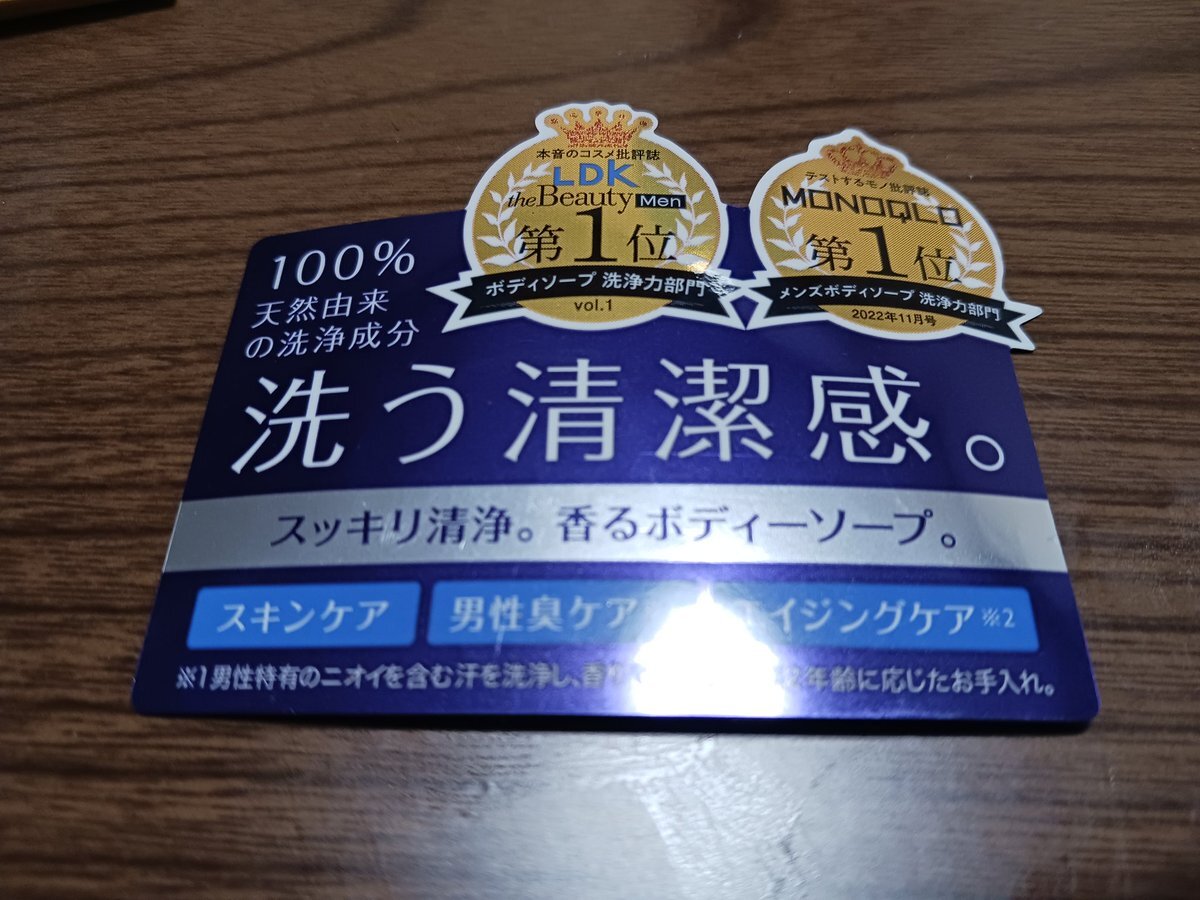 本音のコスメ批評誌
LDK
the Beauty Men
第1位
ボディソープ 洗浄力部門
vol.1
テストするモノ批評誌
MONOQLO
第1位
メンズボディソープ 洗浄力部門
2022年11月号
100%
天然由来
の洗浄成分
洗う清潔感。
スッキリ清浄。香るボディーソープ。
スキンケア
男性臭ケア
エイジングケア※2
※1男性特有のニオイを含む汗を洗浄し、香り
2年齢に応じたお手入れ。